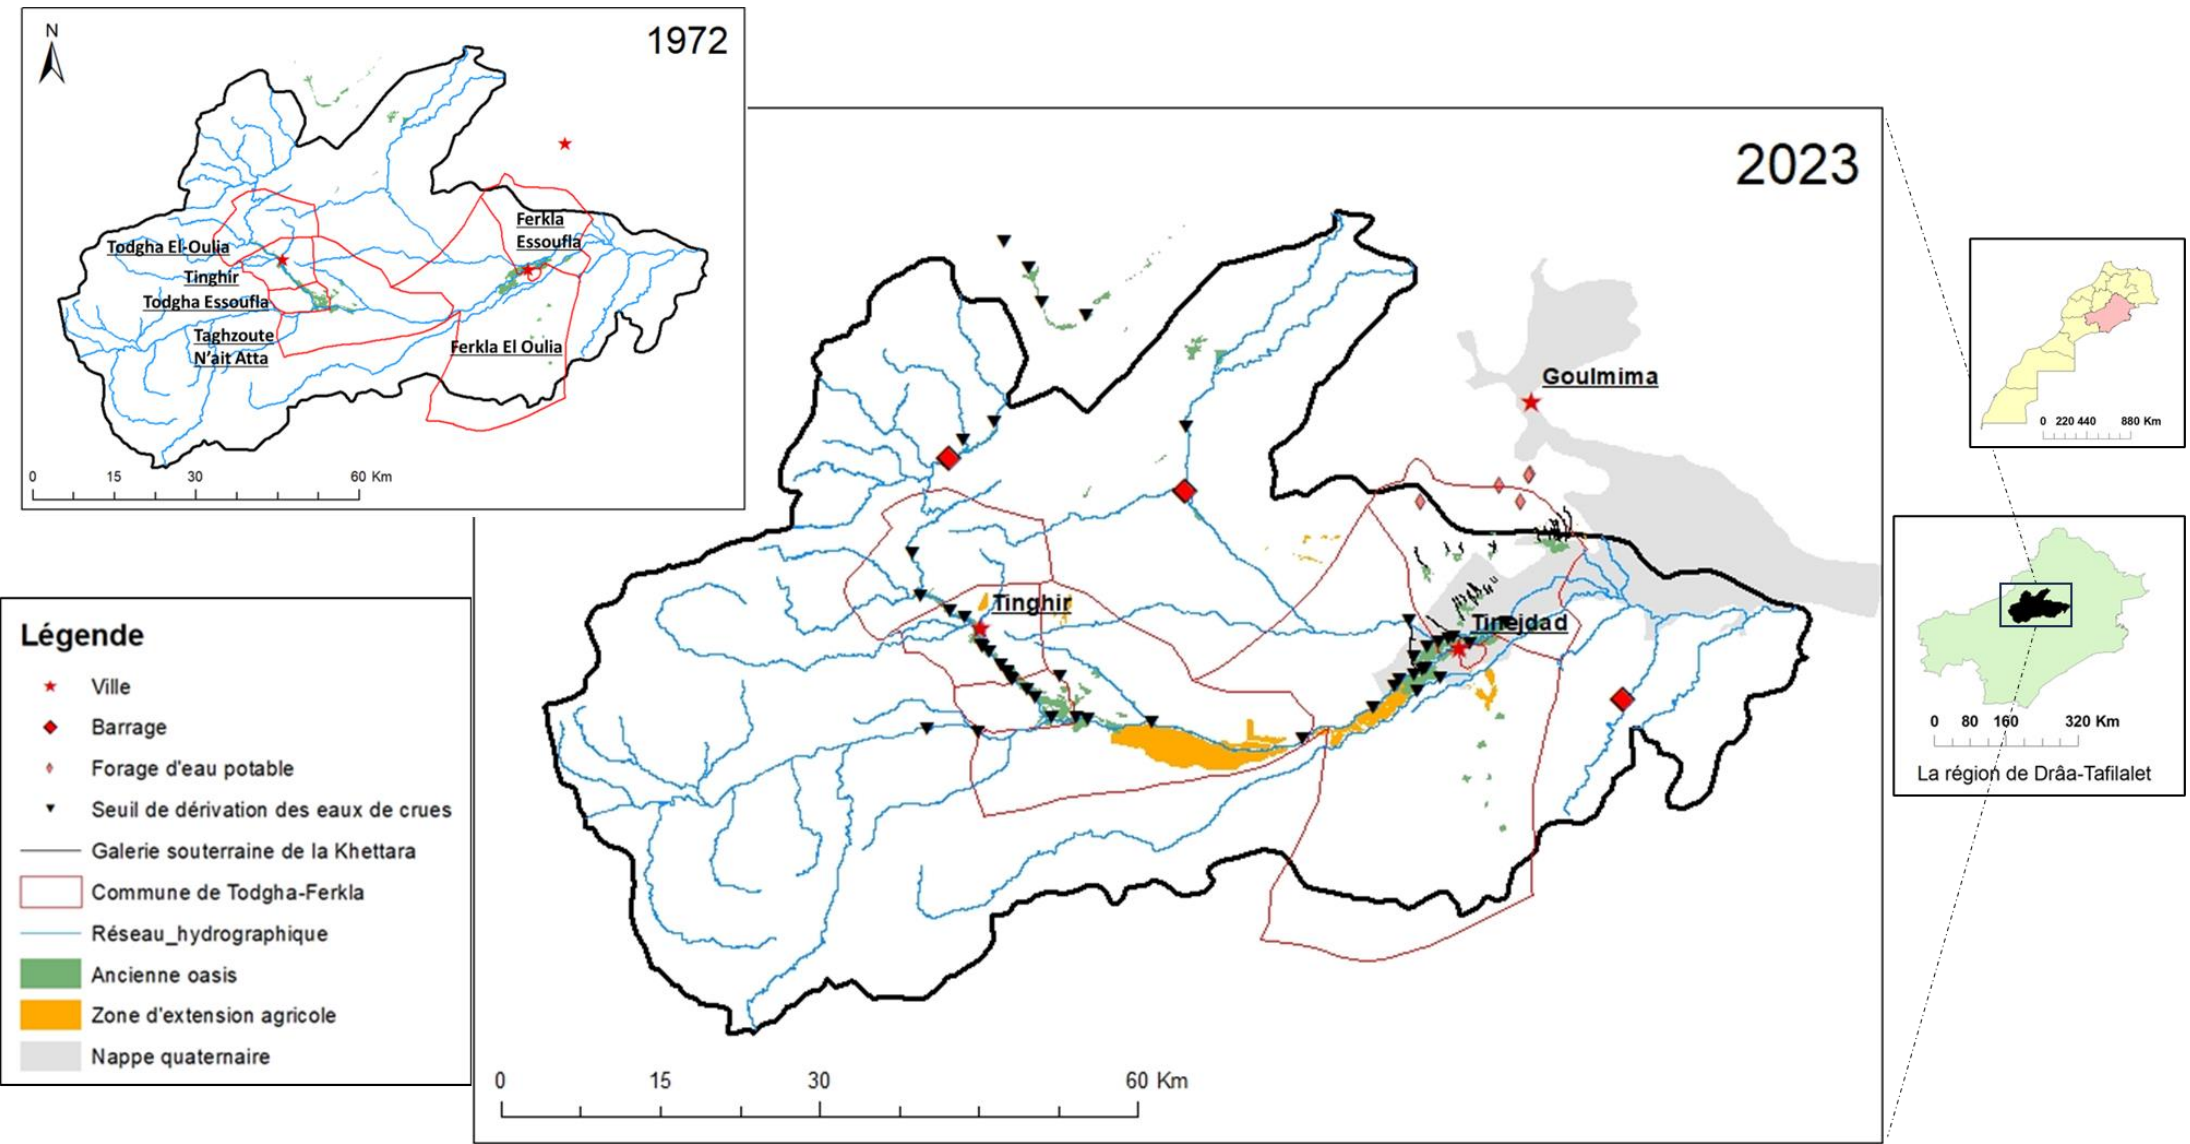 N
1972
Ferkla
Essoufla
Todgha El-Oulia
Tinghir
Todgha Essoufla
Taghzoute
N'ait Atta
Ferkla El Oulia
0 15 30 60 Km
2023
Goulmima
Tinghir
Tinejdad
0 15 30 60 Km
Légende
Ville
Barrage
Forage d'eau potable
Seuil de dérivation des eaux de crues
Galerie souterraine de la Khettara
Commune de Todgha-Ferkla
Réseau_hydrographique
Ancienne oasis
Zone d'extension agricole
Nappe quaternaire
0 220 440 880 Km
0 80 160 320 Km
La région de Drâa-Tafilalet